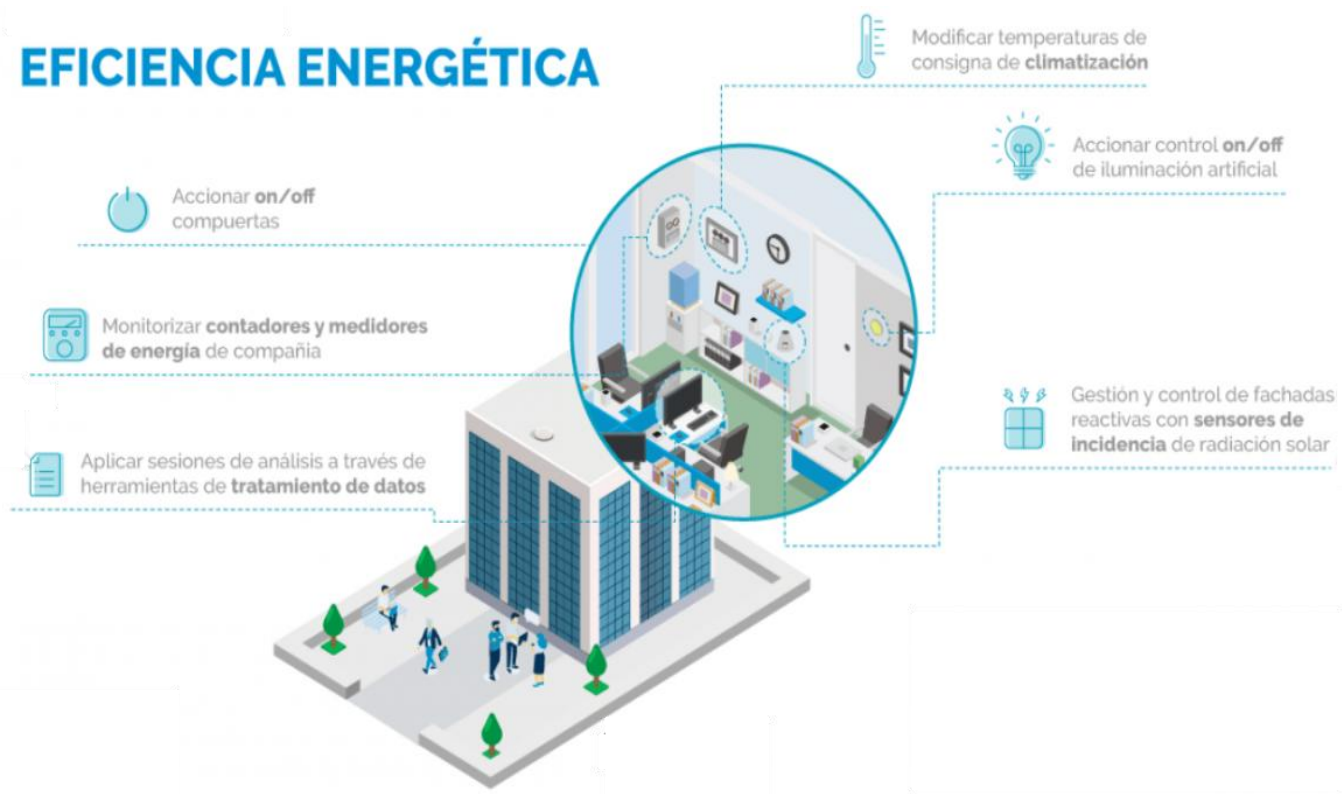 EFICIENCIA ENERGÉTICA
Modificar temperaturas de
consigna de climatización
Accionar control on/off
de iluminación artificial
Accionar on/off
compuertas
Monitorizar contadores y medidores
de energía de compañia
Gestión y control de fachadas
reactivas con sensores de
incidencia de radiación solar
Aplicar sesiones de análisis a través de
herramientas de tratamiento de datos